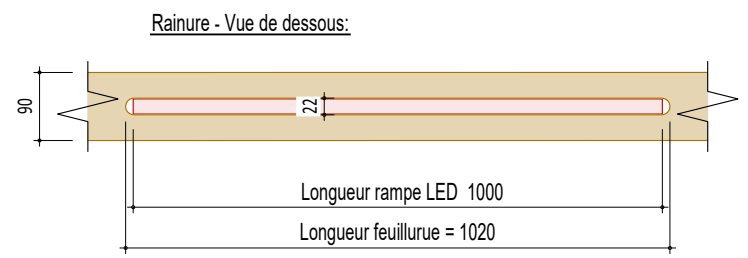 Rainure - Vue de dessous:
90
22
Longueur rampe LED 1000
Longueur feuillurue = 1020